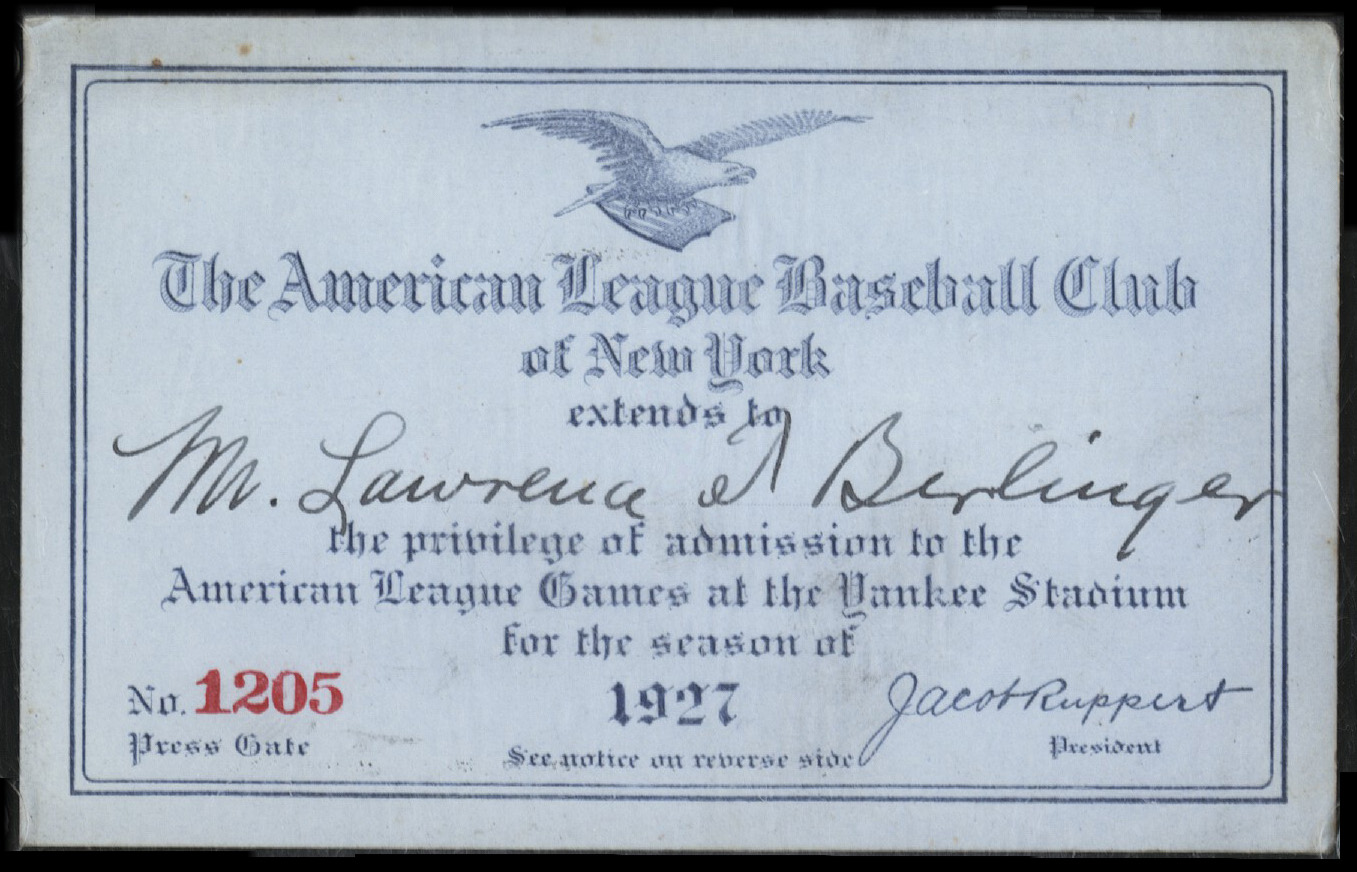 The American League Baseball Club
of New York
extends to
Mr. Lawrence J Berlinger
the privilege of admission to the
American League Games at the Yankee Stadium
for the season of
No. 1205
1927
Jacob Ruppert
Press Gate
See notice on reverse side
President